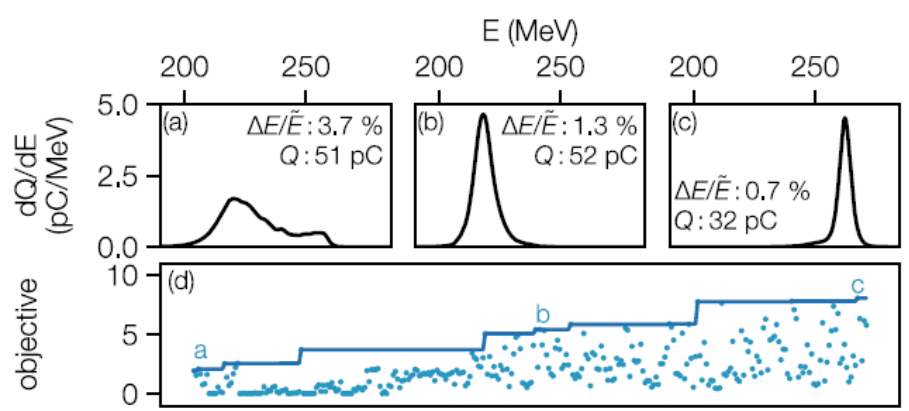 E (MeV)
200 250 200 250 200 250
5.0
2.5
0.0
dQ/dE
(pC/MeV)
(a)
ΔE/Ẽ : 3.7 %
Q : 51 pC
(b)
ΔE/Ẽ : 1.3 %
Q : 52 pC
(c)
ΔE/Ẽ : 0.7 %
Q : 32 pC
objective
10
5
0
(d)
a
b
c